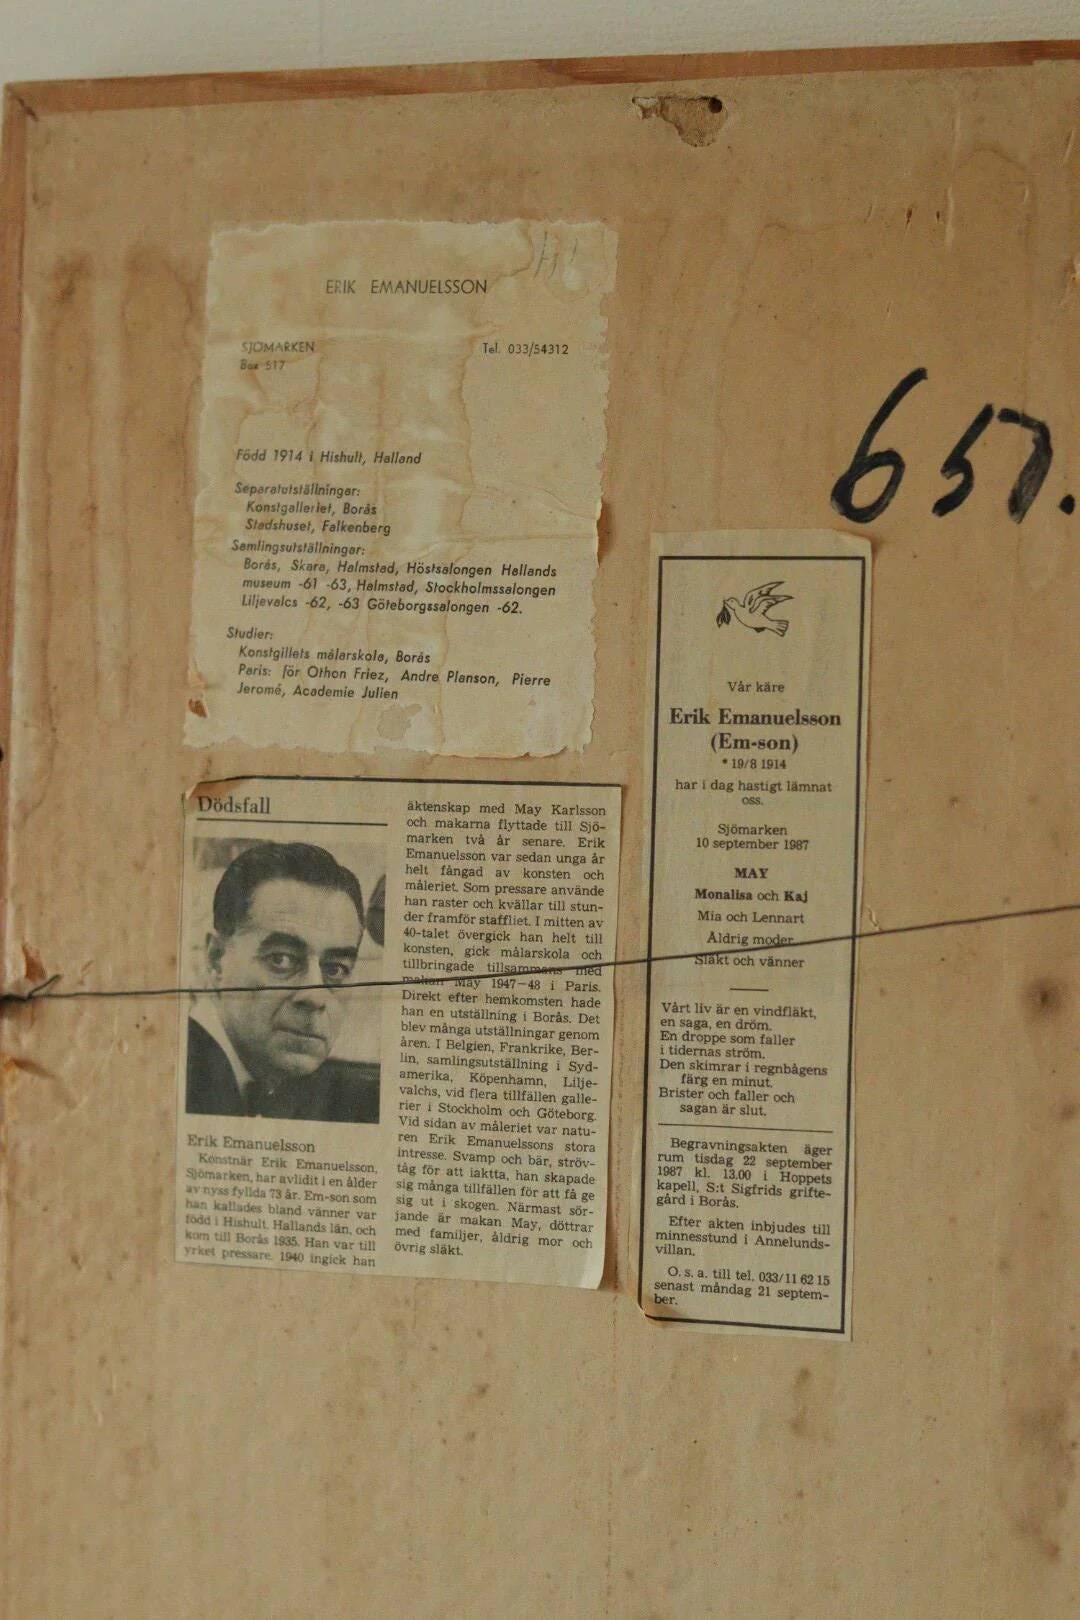 ERIK EMANUELSSON
SJÖMARKEN
Box 517
Tel. 033/54312
Född 1914 i Hishult, Halland
Separatutställningar:
Konstgalleriet, Borås
Stadshuset, Falkenberg
Samlingsutställningar:
Borås, Skara, Halmstad, Höstsalongen Hallands
museum -61 -63, Halmstad, Stockholmssalongen
Liljevalcs -62, -63 Göteborgssalongen -62.
Studier:
Konstgillets målarskola, Borås
Paris: för Othon Friez, Andre Planson, Pierre
Jeromé, Academie Julien
650.
Dödsfall
Erik Emanuelsson
Konstnär Erik Emanuelsson,
Sjömarken, har avlidit i en ålder
av nyss fyllda 73 år. Em-son som
han kallades bland vänner var
född i Hishult, Hallands län, och
kom till Borås 1935. Han var till
yrket pressare. 1940 ingick han
äktenskap med May Karlsson
och makarna flyttade till Sjö-
marken två år senare. Erik
Emanuelsson var sedan unga år
helt fångad av konsten och
måleriet. Som pressare använde
han raster och kvällar till stun-
der framför staffliet. I mitten av
40-talet övergick han helt till
konsten, gick målarskola och
tillbringade tillsammans med
makan May 1947-48 i Paris.
Direkt efter hemkomsten hade
han en utställning i Borås. Det
blev många utställningar genom
åren. I Belgien, Frankrike, Ber-
lin, samlingsutställning i Syd-
amerika, Köpenhamn, Lilje-
valchs, vid flera tillfällen galle-
rier i Stockholm och Göteborg.
Vid sidan av måleriet var natu-
ren Erik Emanuelssons stora
intresse. Svamp och bär, ströv-
tåg för att iaktta, han skapade
sig många tillfällen för att få ge
sig ut i skogen. Närmast sör-
jande är makan May, döttrar
med familjer, åldrig mor och
övrig släkt.
Vår käre
Erik Emanuelsson
(Em-son)
* 19/8 1914
har i dag hastigt lämnat
oss.
Sjömarken
10 september 1987
MAY
Monalisa och Kaj
Mia och Lennart
Åldrig moder
Släkt och vänner
Vårt liv är en vindfläkt,
en saga, en dröm.
En droppe som faller
i tidernas ström.
Den skimrar i regnbågens
färg en minut.
Brister och faller och
sagan är slut.
Begravningsakten äger
rum tisdag 22 september
1987 kl. 13.00 i Hoppets
kapell, S:t Sigfrids grifte-
gård i Borås.
Efter akten inbjudes till
minnesstund i Annelunds-
villan.
O. s. a. till tel. 033/11 62 15
senast måndag 21 septem-
ber.